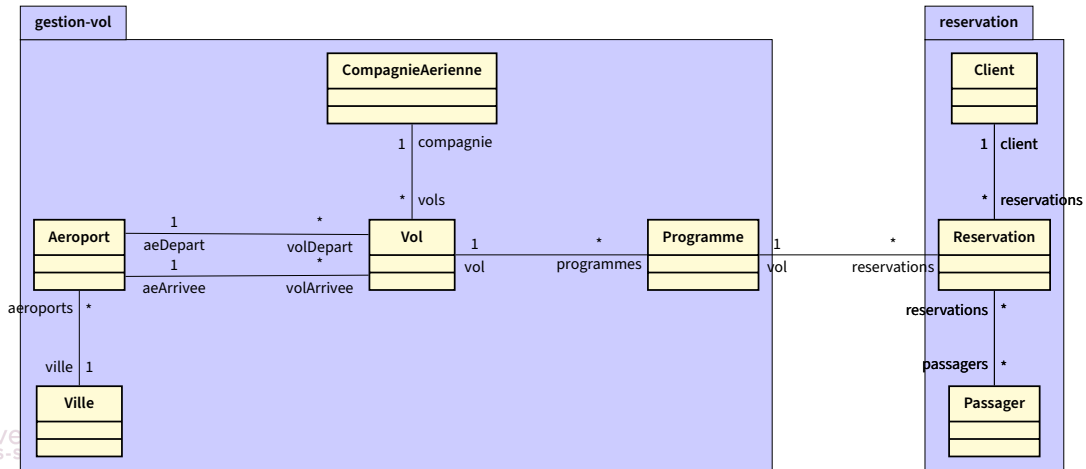 gestion-vol
reservation
CompagnieAerienne
Client
1 compagnie
1 client
* vols
* reservations
Aeroport
1
aeDepart
*
volDepart
1
aeArrivee
*
volArrivee
Vol
1
vol
*
programmes
Programme
1
vol
*
reservations
Reservation
aeroports *
reservations *
ville 1
passagers *
Ville
Passager